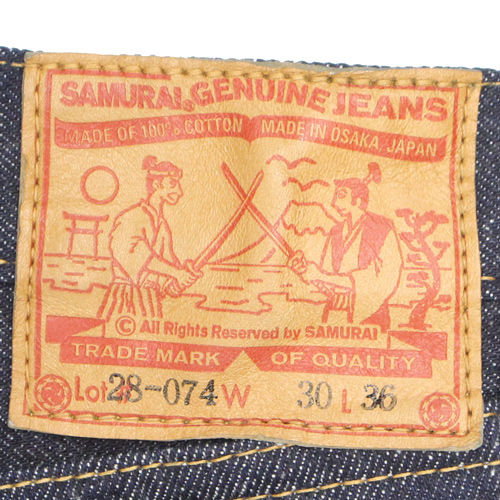 SAMURAI® GENUINE JEANS
MADE OF 100% COTTON MADE IN OSAKA, JAPAN
© All Rights Reserved by SAMURAI
TRADE MARK OF QUALITY
Lot 28-074 W 30 L 36